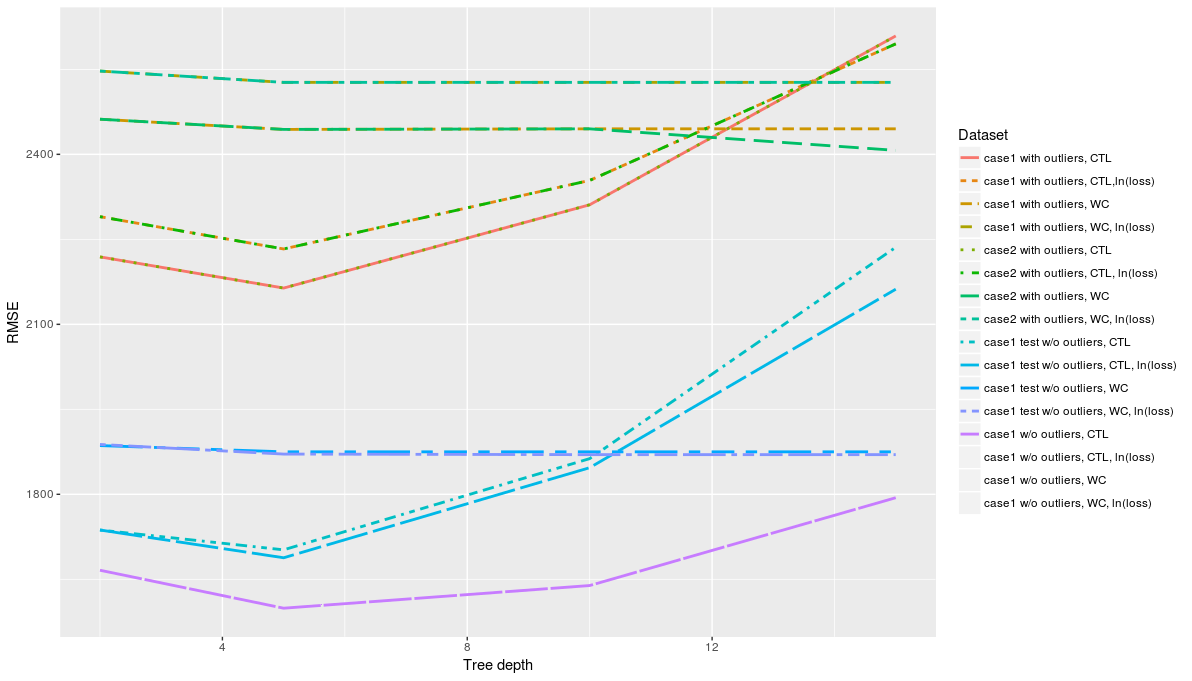 Dataset
case1 with outliers, CTL
case1 with outliers, CTL,ln(loss)
case1 with outliers, WC
case1 with outliers, WC, ln(loss)
case2 with outliers, CTL
case2 with outliers, CTL, ln(loss)
case2 with outliers, WC
case2 with outliers, WC, ln(loss)
case1 test w/o outliers, CTL
case1 test w/o outliers, CTL, ln(loss)
case1 test w/o outliers, WC
case1 test w/o outliers, WC, ln(loss)
case1 w/o outliers, CTL
case1 w/o outliers, CTL, ln(loss)
case1 w/o outliers, WC
case1 w/o outliers, WC, ln(loss)
RMSE
2400
2100
1800
4
8
12
Tree depth